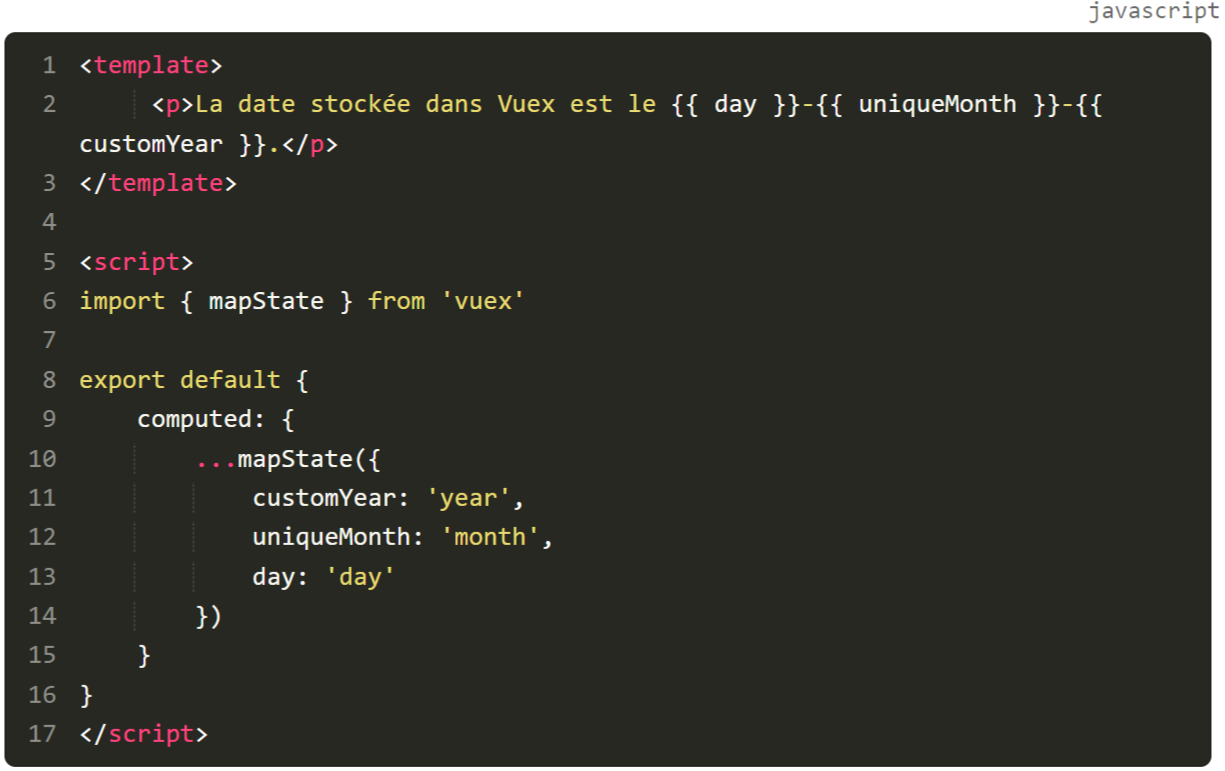 javascript
1 <template>
2     <p>La date stockée dans Vuex est le {{ day }}-{{ uniqueMonth }}-{{
customYear }}.</p>
3 </template>
4
5 <script>
6 import { mapState } from 'vuex'
7
8 export default {
9     computed: {
10         ...mapState({
11             customYear: 'year',
12             uniqueMonth: 'month',
13             day: 'day'
14         })
15     }
16 }
17 </script>